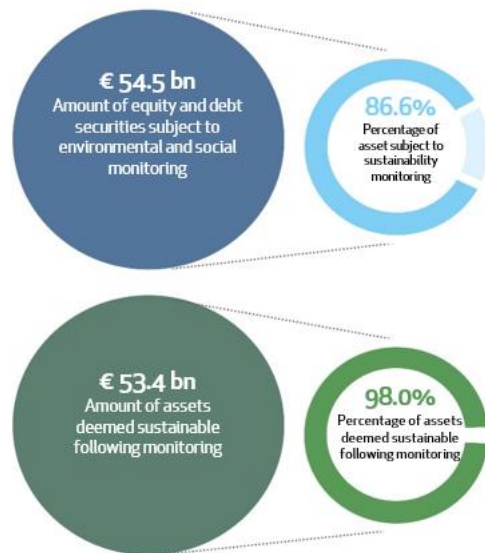 € 54.5 bn
Amount of equity and debt
securities subject to
environmental and social
monitoring
86.6%
Percentage of
asset subject to
sustainability
monitoring
€ 53.4 bn
Amount of assets
deemed sustainable
following monitoring
98.0%
Percentage of assets
deemed sustainable
following monitoring